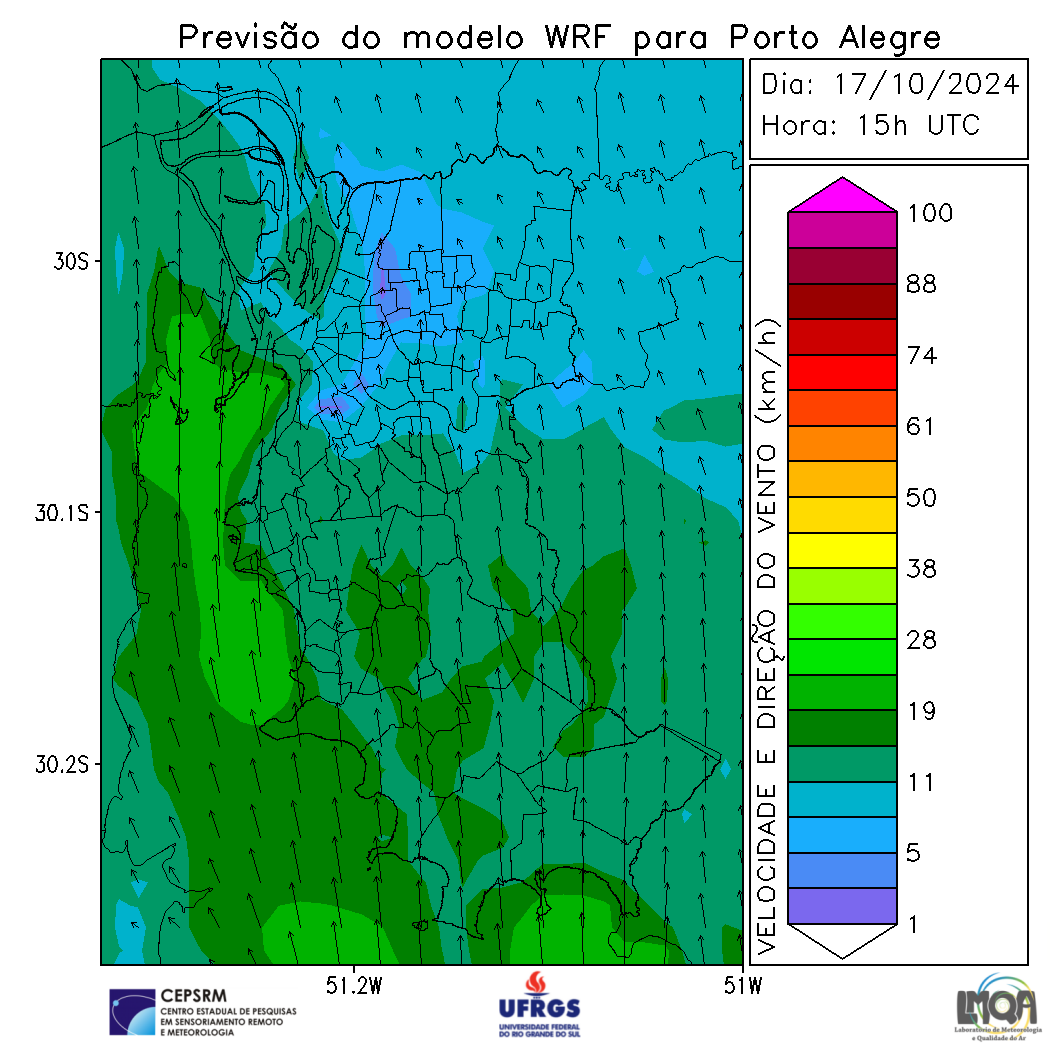 Previsão do modelo WRF para Porto Alegre
Dia: 17/10/2024
Hora: 15h UTC
30S
30.1S
30.2S
51.2W
51W
VELOCIDADE E DIREÇÃO DO VENTO (km/h)
100
88
74
61
50
38
28
19
11
5
1
CEPSRM
CENTRO ESTADUAL DE PESQUISAS
EM SENSORIAMENTO REMOTO
E METEOROLOGIA
UFRGS
UNIVERSIDADE FEDERAL
DO RIO GRANDE DO SUL
LMQA
Laboratório de Meteorologia
e Qualidade do Ar